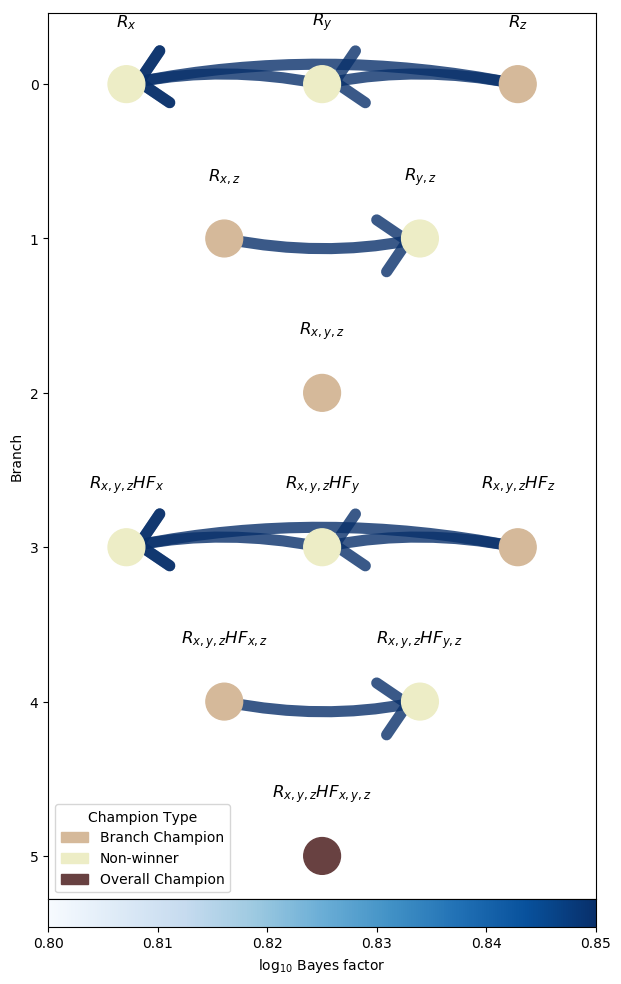 R_x R_y R_z
0
R_{x,z} R_{y,z}
1
R_{x,y,z}
2
Branch
R_{x,y,z}HF_x R_{x,y,z}HF_y R_{x,y,z}HF_z
3
R_{x,y,z}HF_{x,z} R_{x,y,z}HF_{y,z}
4
R_{x,y,z}HF_{x,y,z}
Champion Type
Branch Champion
Non-winner
Overall Champion
5
0.80 0.81 0.82 0.83 0.84 0.85
log_{10} Bayes factor